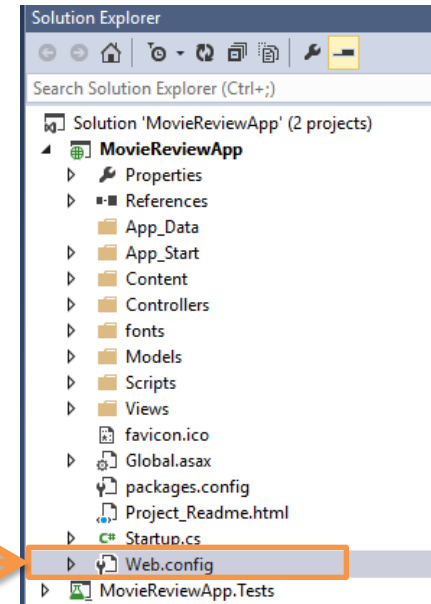 Solution Explorer
Search Solution Explorer (Ctrl+;)
Solution 'MovieReviewApp' (2 projects)
MovieReviewApp
Properties
References
App_Data
App_Start
Content
Controllers
fonts
Models
Scripts
Views
favicon.ico
Global.asax
packages.config
Project_Readme.html
C# Startup.cs
Web.config
MovieReviewApp.Tests